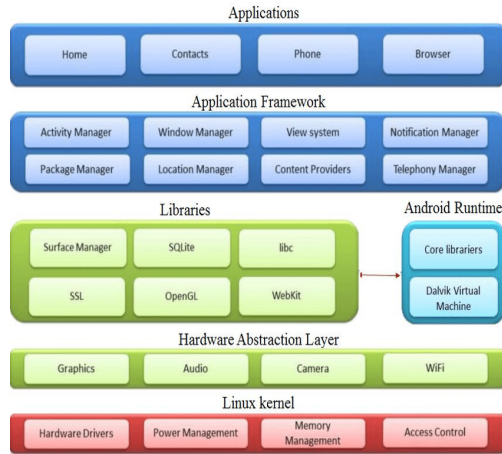 Applications
Home Contacts Phone Browser
Application Framework
Activity Manager Window Manager View system Notification Manager
Package Manager Location Manager Content Providers Telephony Manager
Libraries
Surface Manager SQLite libc
SSL OpenGL WebKit
Android Runtime
Core librariers
Dalvik Virtual
Machine
Hardware Abstraction Layer
Graphics Audio Camera WiFi
Linux kernel
Hardware Drivers Power Management Memory
Management Access Control